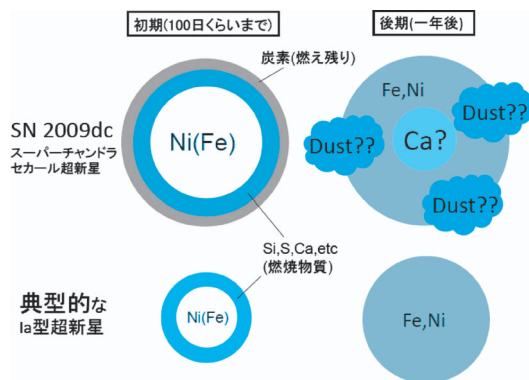 初期(100日くらいまで)
後期(一年後)
炭素(燃え残り)
SN 2009dc
スーパーチャンドラ
セカール超新星
Ni(Fe)
Fe,Ni
Dust??
Dust??
Ca?
Dust??
Si,S,Ca,etc
(燃焼物質)
典型的な
Ia型超新星
Ni(Fe)
Fe,Ni